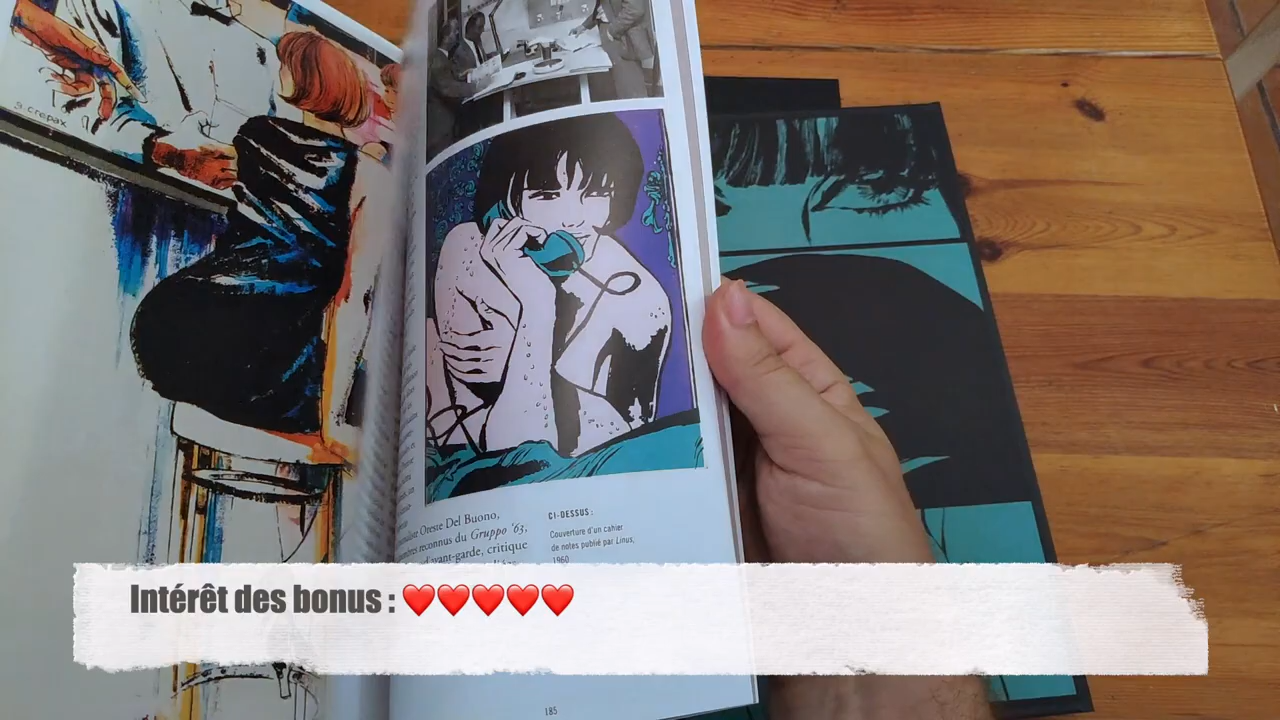 S. Crepax
Oreste Del Buono,
reconnus du Gruppo '63,
avant-garde, critique
CI-DESSUS :
Couverture d'un cahier
de notes publié par Linus,
1960
Intérêt des bonus : ❤️❤️❤️❤️❤️
185